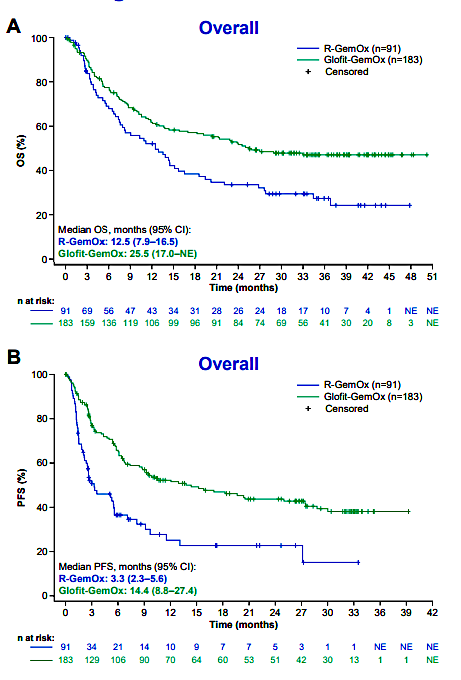 A
Overall
R-GemOx (n=91)
Glofit-GemOx (n=183)
Censored
100
80
60
40
20
0
OS (%)
Median OS, months (95% CI):
R-GemOx: 12.5 (7.9–16.5)
Glofit-GemOx: 25.5 (17.0–NE)
0 3 6 9 12 15 18 21 24 27 30 33 36 39 42 45 48 51
Time (months)
n at risk:
91 69 56 47 43 34 31 28 26 24 18 17 10 7 4 1 NE NE
183 159 136 119 106 99 96 91 84 74 69 56 41 30 20 8 3 NE
B
Overall
R-GemOx (n=91)
Glofit-GemOx (n=183)
Censored
100
80
60
40
20
0
PFS (%)
Median PFS, months (95% CI):
R-GemOx: 3.3 (2.3–5.6)
Glofit-GemOx: 14.4 (8.8–27.4)
0 3 6 9 12 15 18 21 24 27 30 33 36 39 42
Time (months)
n at risk:
91 34 21 14 10 9 7 7 5 3 1 1 NE NE NE
183 129 106 90 70 64 60 53 51 42 30 13 1 1 NE